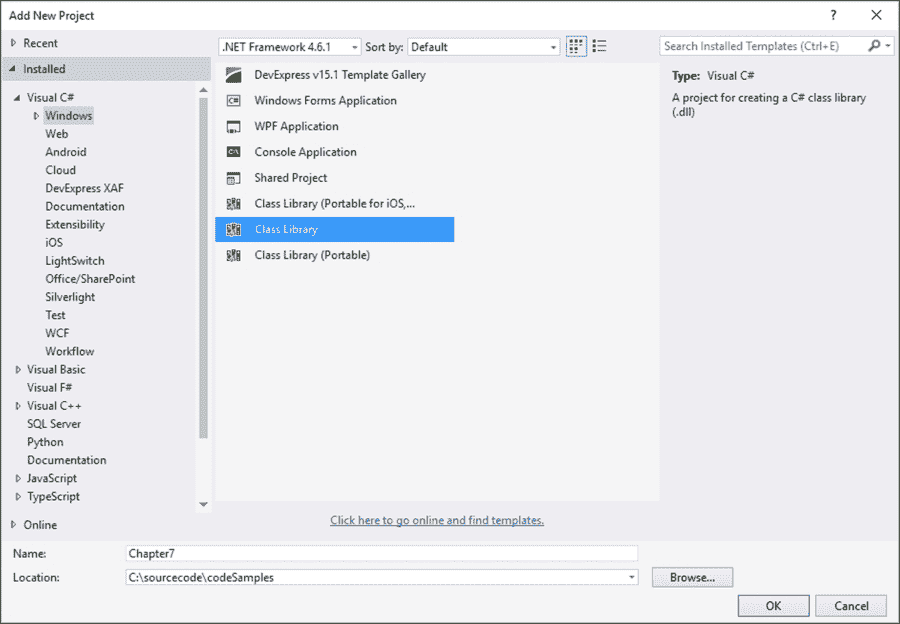 Add New Project
?
Recent
Installed
Visual C#
Windows
Web
Android
Cloud
DevExpress XAF
Documentation
Extensibility
iOS
LightSwitch
Office/SharePoint
Silverlight
Test
WCF
Workflow
Visual Basic
Visual F#
Visual C++
SQL Server
Python
Documentation
JavaScript
TypeScript
Online
.NET Framework 4.6.1
Sort by: Default
DevExpress v15.1 Template Gallery
Windows Forms Application
WPF Application
Console Application
Shared Project
Class Library (Portable for iOS,...
Class Library
Class Library (Portable)
Click here to go online and find templates.
Search Installed Templates (Ctrl+E)
Type: Visual C#
A project for creating a C# class library
(.dll)
Name: Chapter7
Location: C:\sourcecode\codeSamples
Browse...
OK
Cancel